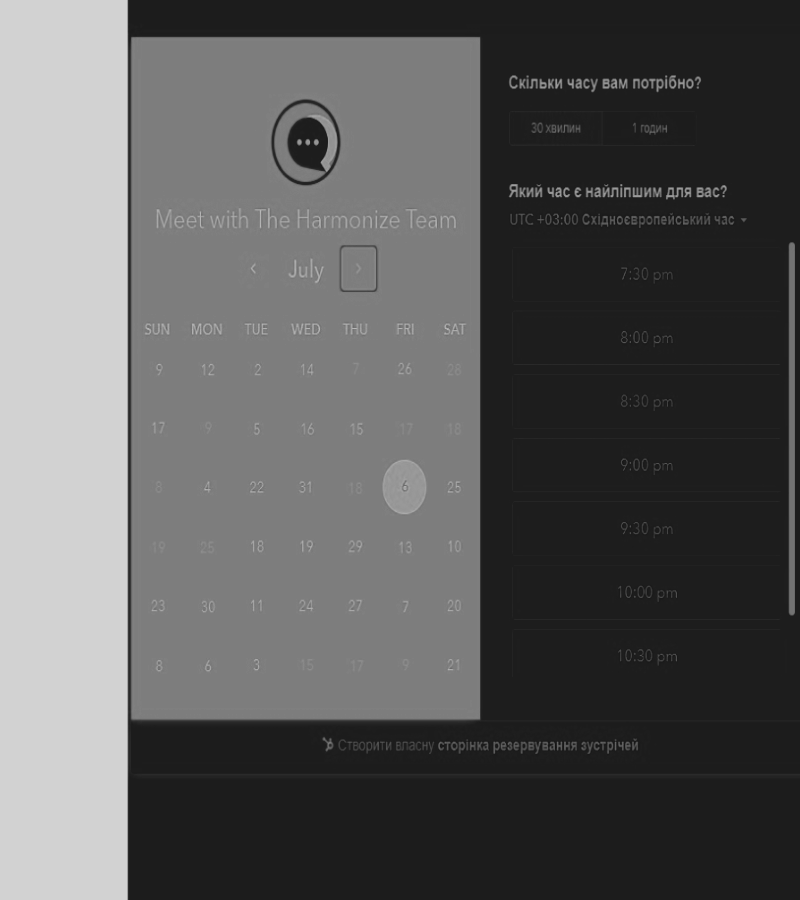 Meet with The Harmonize Team
July
SUN MON TUE WED THU FRI SAT
9 12 2 14 7 26 28
17 9 5 16 15 17 18
8 4 22 31 18 6 25
19 25 18 19 29 13 10
23 30 11 24 27 7 20
8 6 3 15 17 9 21
Скільки часу вам потрібно?
30 хвилин 1 годин
Який час є найліпшим для вас?
UTC +03:00 Східноєвропейський час
7:30 pm
8:00 pm
8:30 pm
9:00 pm
9:30 pm
10:00 pm
10:30 pm
Створити власну сторінка резервування зустрічей